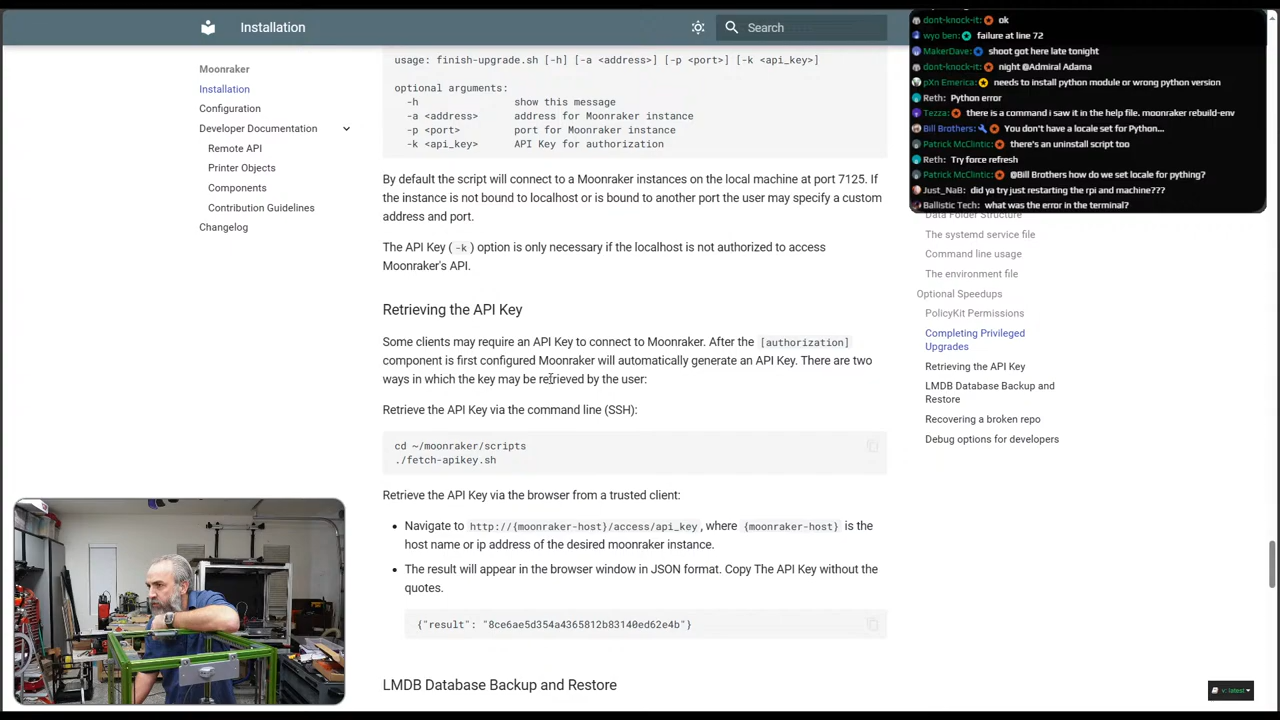 Installation
Search
Moonraker
Installation
Configuration
Developer Documentation
Remote API
Printer Objects
Components
Contribution Guidelines
Changelog
usage: finish-upgrade.sh [-h] [-a <address>] [-p <port>] [-k <api_key>]
optional arguments:
-h show this message
-a <address> address for Moonraker instance
-p <port> port for Moonraker instance
-k <api_key> API Key for authorization
By default the script will connect to a Moonraker instances on the local machine at port 7125. If
the instance is not bound to localhost or is bound to another port the user may specify a custom
address and port.
The API Key ( -k ) option is only necessary if the localhost is not authorized to access
Moonraker's API.
Retrieving the API Key
Some clients may require an API Key to connect to Moonraker. After the [authorization]
component is first configured Moonraker will automatically generate an API Key. There are two
ways in which the key may be retrieved by the user:
Retrieve the API Key via the command line (SSH):
cd ~/moonraker/scripts
./fetch-apikey.sh
Retrieve the API Key via the browser from a trusted client:
• Navigate to http://{moonraker-host}/access/api_key, where {moonraker-host} is the
host name or ip address of the desired moonraker instance.
• The result will appear in the browser window in JSON format. Copy The API Key without the
quotes.
{"result": "8ce6ae5d354a4365812b83140ed62e4b"}
LMDB Database Backup and Restore
dont-knock-it: ok
wyo ben: failure at line 72
MakerDave: shoot got here late tonight
dont-knock-it: night @Admiral Adama
pXn Emerica: needs to install python module or wrong python version
Reth: Python error
Tezza: there is a command i saw it in the help file. moonraker rebuild-env
Bill Brothers: You don't have a locale set for Python...
Patrick McClintic: there's an uninstall script too
Reth: Try force refresh
Patrick McClintic: @Bill Brothers how do we set locale for pything?
Just_NaB: did ya try just restarting the rpi and machine???
Ballistic Tech: what was the error in the terminal?
Data Folder Structure
The systemd service file
Command line usage
The environment file
Optional Speedups
PolicyKit Permissions
Completing Privileged
Upgrades
Retrieving the API Key
LMDB Database Backup and
Restore
Recovering a broken repo
Debug options for developers
v: latest